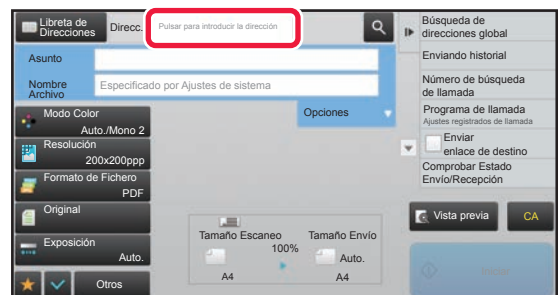 Libreta de
Direcciones
Direcc.
Pulsar para introducir la dirección
Asunto
Nombre
Archivo
Especificado por Ajustes de sistema
Opciones
Modo Color
Auto./Mono 2
Resolución
200x200ppp
Formato de Fichero
PDF
Original
Exposición
Auto.
Otros
Tamaño Escaneo
100%
A4
Tamaño Envío
Auto.
A4
Búsqueda de
direcciones global
Enviando historial
Número de búsqueda
de llamada
Programa de llamada
Ajustes registrados de llamada
Enviar
enlace de destino
Comprobar Estado
Envío/Recepción
Vista previa
CA